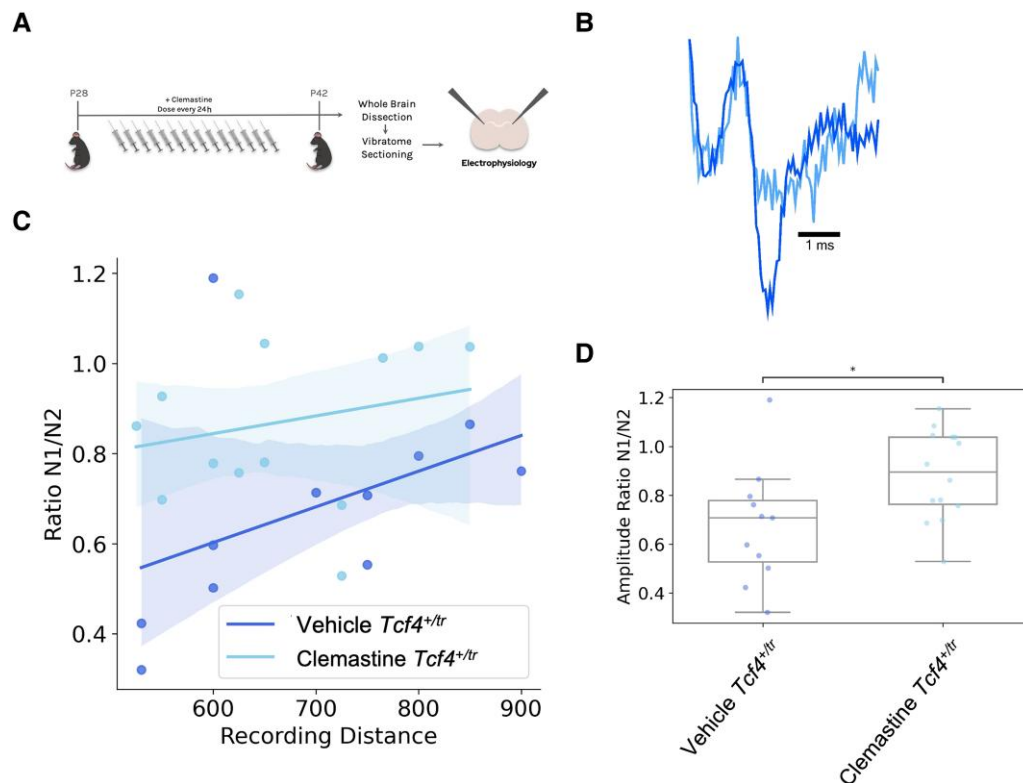 A
P28
+ Clemastine
Dose every 24h
P42
Whole Brain
Dissection
Vibratome
Sectioning
Electrophysiology
B
1 ms
C
Ratio N1/N2
1.2
1.0
0.8
0.6
0.4
Vehicle Tcf4+/tr
Clemastine Tcf4+/tr
600
700
800
900
Recording Distance
D
*
Amplitude Ratio N1/N2
1.2
1.0
0.8
0.6
0.4
Vehicle Tcf4+/tr
Clemastine Tcf4+/tr